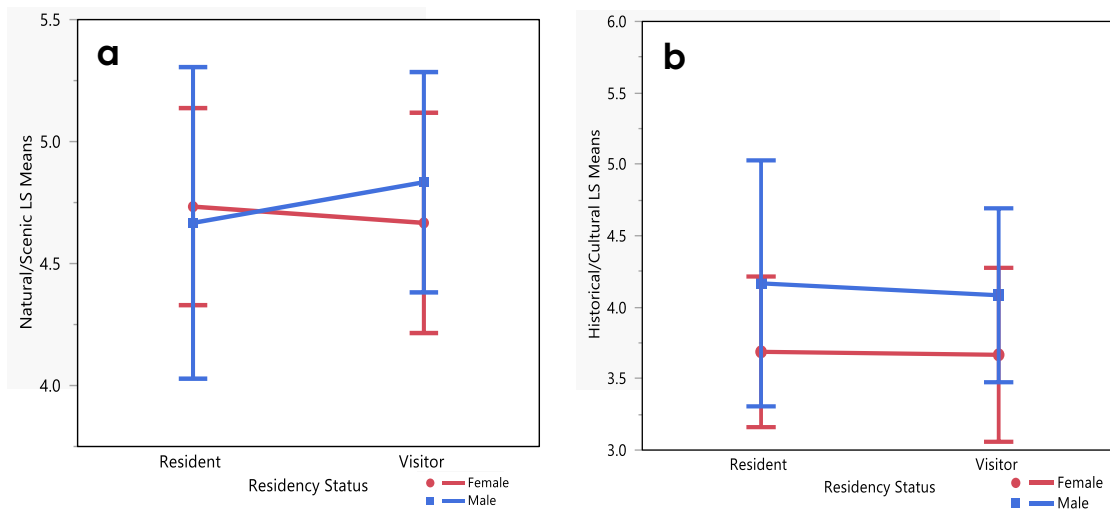 a
Natural/Scenic LS Means
5.5
5.0
4.5
4.0
Resident
Visitor
Residency Status
Female
Male
b
Historical/Cultural LS Means
6.0
5.5
5.0
4.5
4.0
3.5
3.0
Resident
Visitor
Residency Status
Female
Male